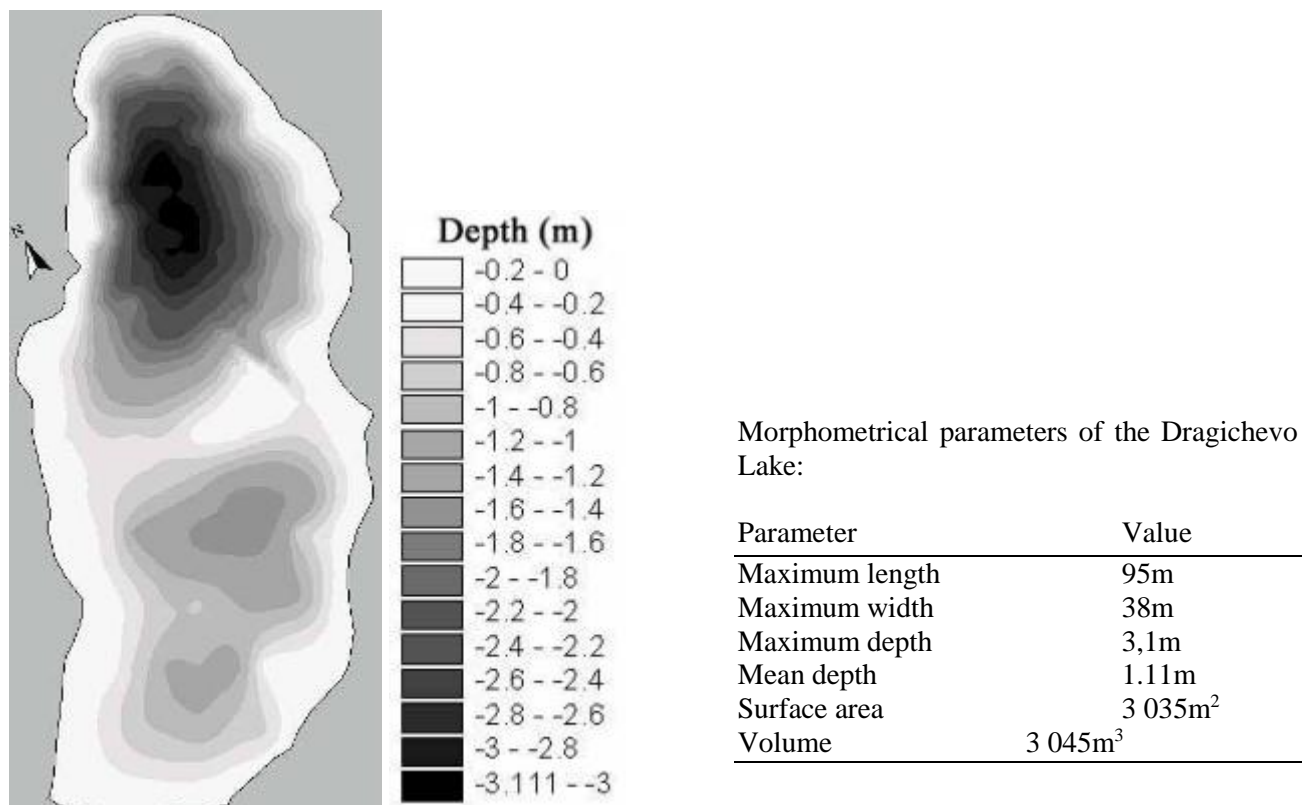 N
Depth (m)
-0.2 - 0
-0.4 - -0.2
-0.6 - -0.4
-0.8 - -0.6
-1 - -0.8
-1.2 - -1
-1.4 - -1.2
-1.6 - -1.4
-1.8 - -1.6
-2 - -1.8
-2.2 - -2
-2.4 - -2.2
-2.6 - -2.4
-2.8 - -2.6
-3 - -2.8
-3.111 - -3
Morphometrical parameters of the Dragichevo
Lake:
Parameter Value
Maximum length 95m
Maximum width 38m
Maximum depth 3,1m
Mean depth 1.11m
Surface area 3 035m²
Volume 3 045m³